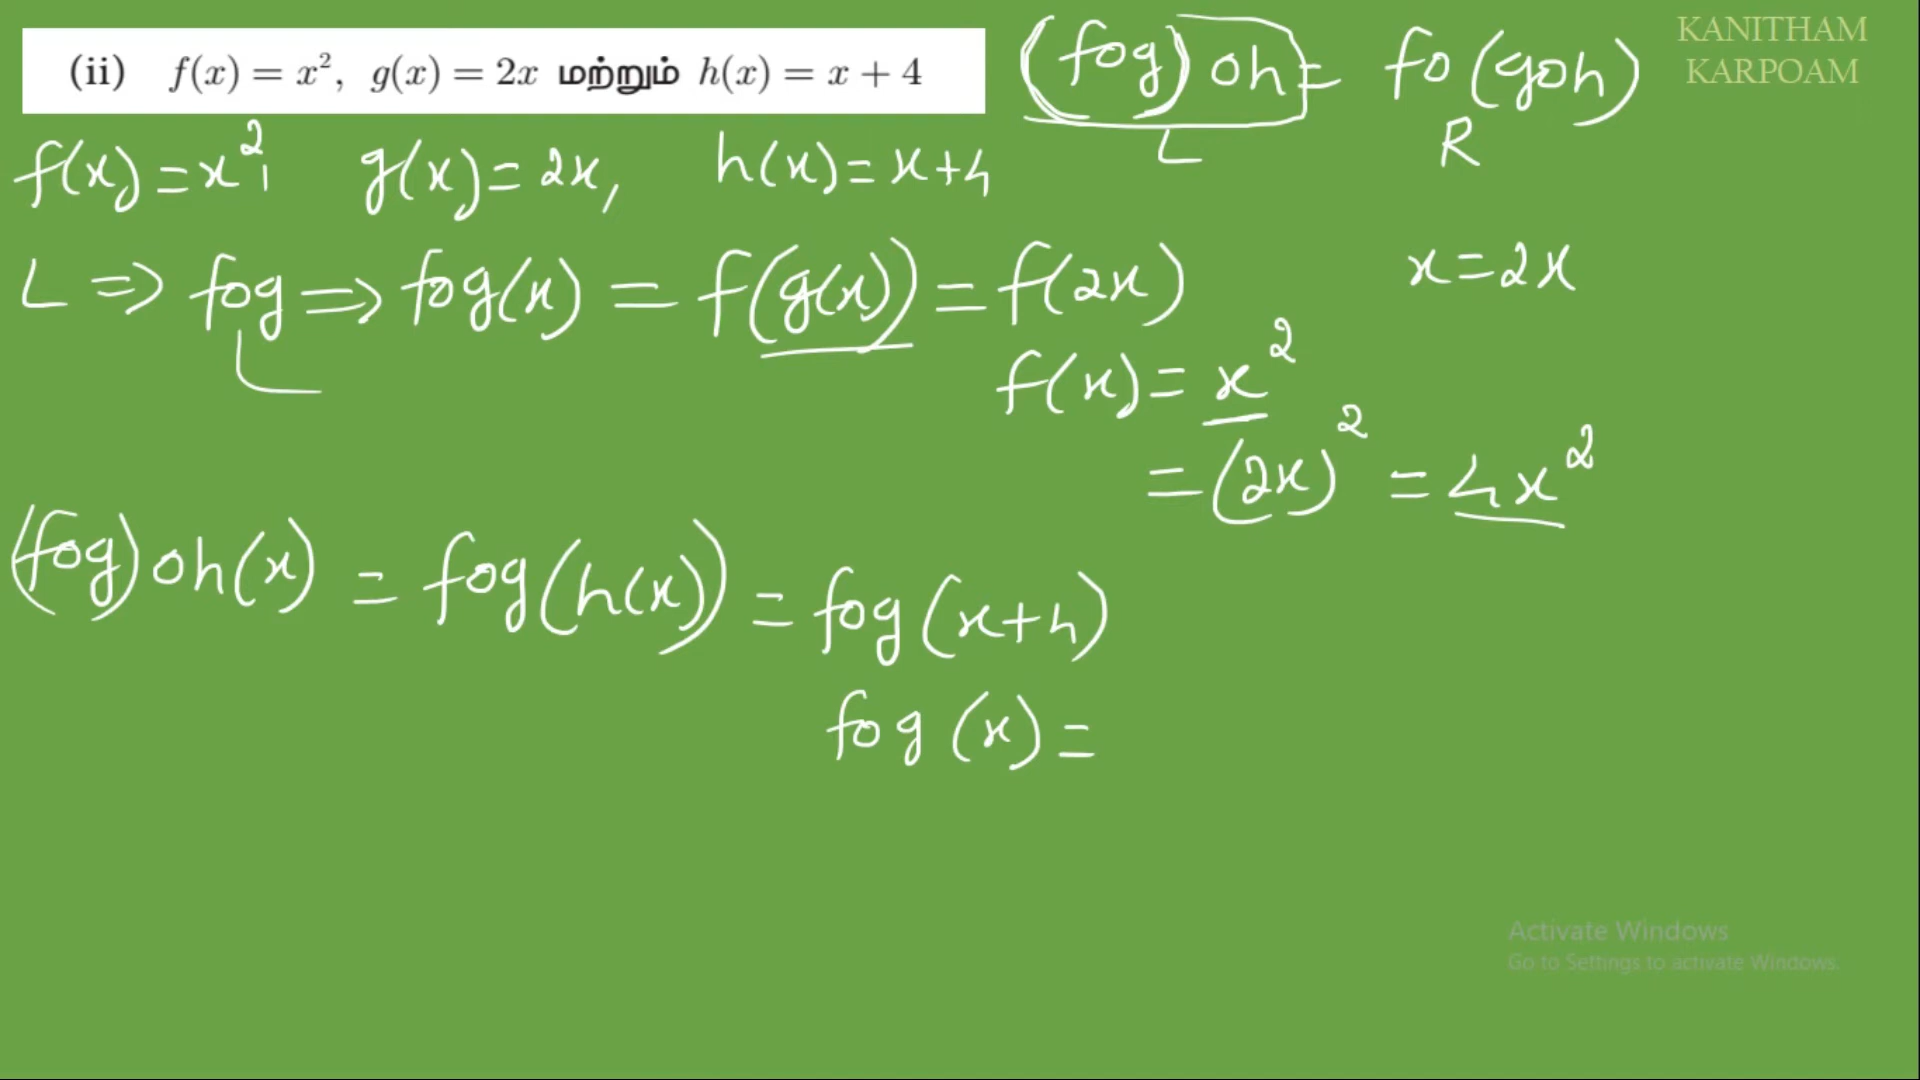 (ii) f(x) = x², g(x) = 2x மற்றும் h(x) = x + 4
(fog) oh = fo (goh)
L R
KANITHAM
KARPOAM
f(x) = x², g(x) = 2x, h(x) = x+4
L => fog => fog(x) = f(g(x)) = f(2x)
x = 2x
f(x) = x²
= (2x)² = 4x²
(fog) oh(x) = fog(h(x)) = fog (x+4)
fog (x) =
Activate Windows
Go to Settings to activate Windows.